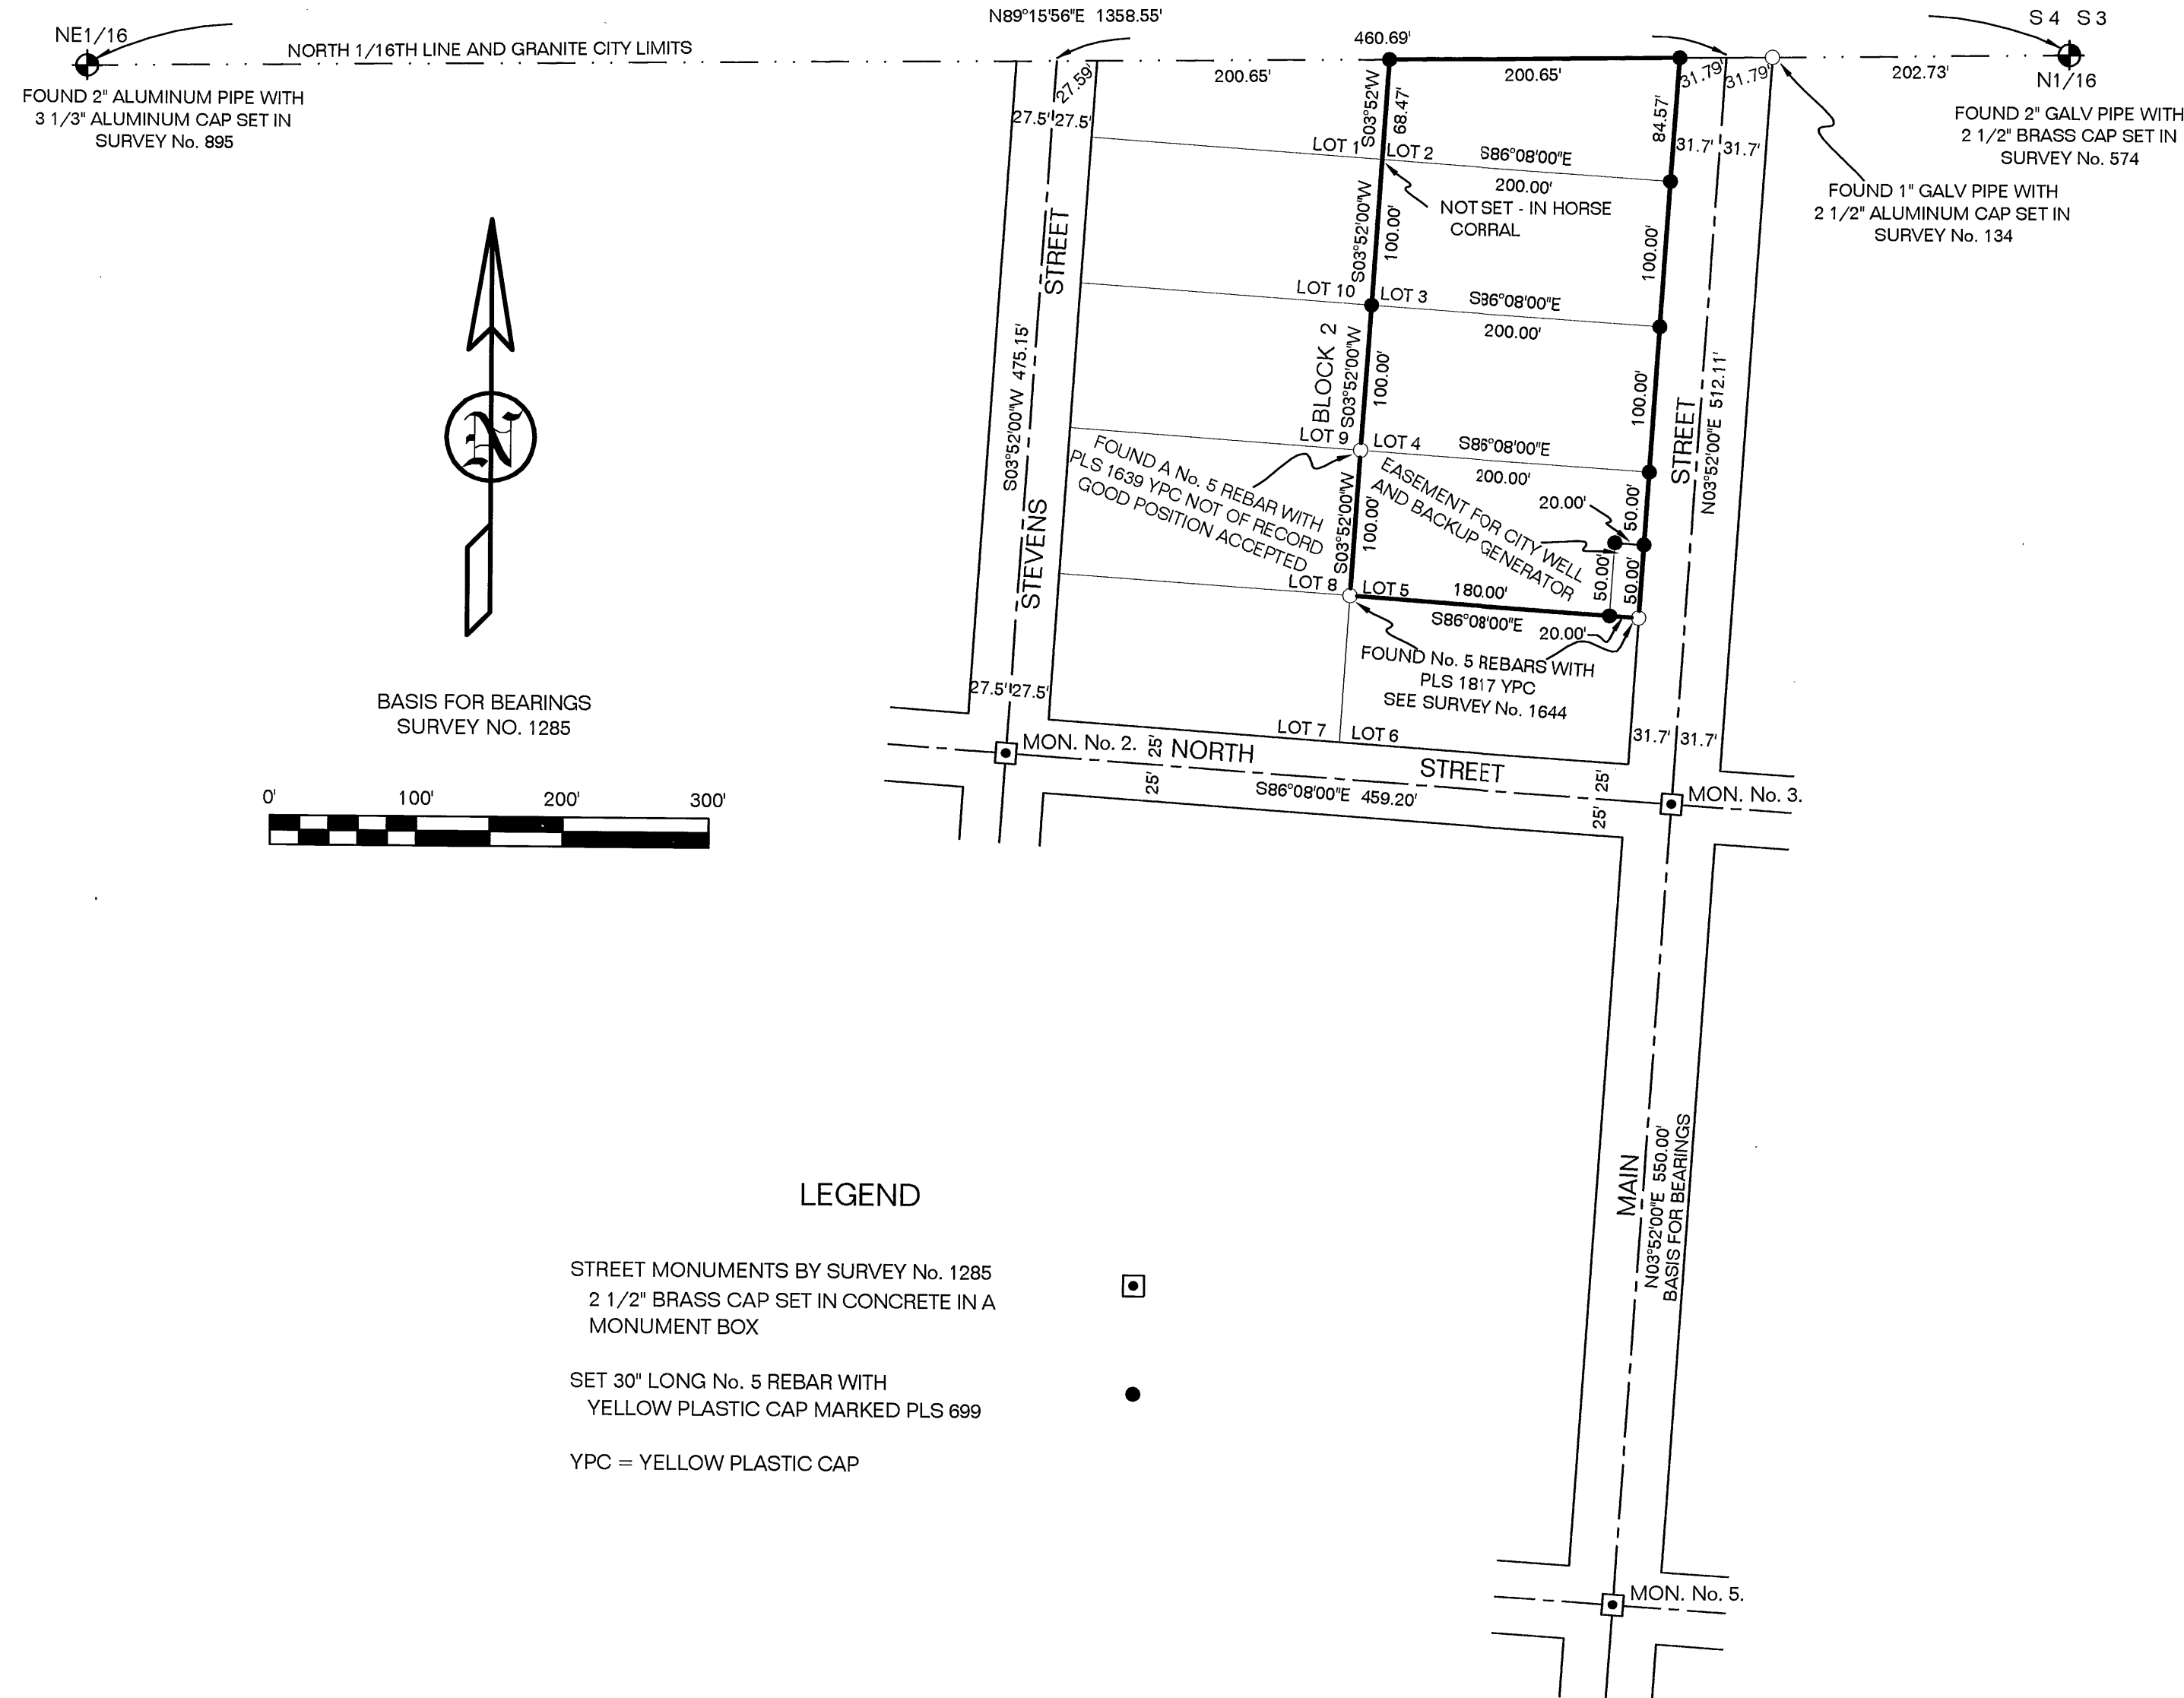 N89°15'56"E 1358.55'
S 4 S 3
NE1/16
NORTH 1/16TH LINE AND GRANITE CITY LIMITS
460.69'
200.65'
200.65'
31.79'
31.79'
202.73'
N1/16
FOUND 2" ALUMINUM PIPE WITH
3 1/3" ALUMINUM CAP SET IN
SURVEY No. 895
27.59'
27.5'
27.5'
S03°52'W
68.47'
84.57'
31.7'
31.7'
FOUND 2" GALV PIPE WITH
2 1/2" BRASS CAP SET IN
SURVEY No. 574
FOUND 1" GALV PIPE WITH
2 1/2" ALUMINUM CAP SET IN
SURVEY No. 134
LOT 1
LOT 2
S86°08'00"E
200.00'
NOT SET - IN HORSE
CORRAL
S03°52'00"W
100.00'
100.00'
STREET
LOT 10
LOT 3
S86°08'00"E
200.00'
BLOCK 2
S03°52'00"W
100.00'
100.00'
STREET
N03°52'00"E 512.11'
S03°52'00"W 475.15'
LOT 9
LOT 4
S86°08'00"E
200.00'
FOUND A No. 5 REBAR WITH
PLS 1639 YPC NOT OF RECORD
GOOD POSITION ACCEPTED
S03°52'00"W
100.00'
EASEMENT FOR CITY WELL
AND BACKUP GENERATOR
20.00'
50.00'
50.00'
50.00'
STEVENS
LOT 8
LOT 5
180.00'
S86°08'00"E
20.00'
FOUND No. 5 REBARS WITH
PLS 1817 YPC
SEE SURVEY No. 1644
27.5'
27.5'
BASIS FOR BEARINGS
SURVEY NO. 1285
LOT 7
LOT 6
31.7'
31.7'
MON. No. 2.
25'
25'
NORTH
STREET
S86°08'00"E 459.20'
25'
25'
MON. No. 3.
0'
100'
200'
300'
N
MAIN
N03°52'00"E 550.00'
BASIS FOR BEARINGS
LEGEND
STREET MONUMENTS BY SURVEY No. 1285
2 1/2" BRASS CAP SET IN CONCRETE IN A
MONUMENT BOX
SET 30" LONG No. 5 REBAR WITH
YELLOW PLASTIC CAP MARKED PLS 699
YPC = YELLOW PLASTIC CAP
MON. No. 5.